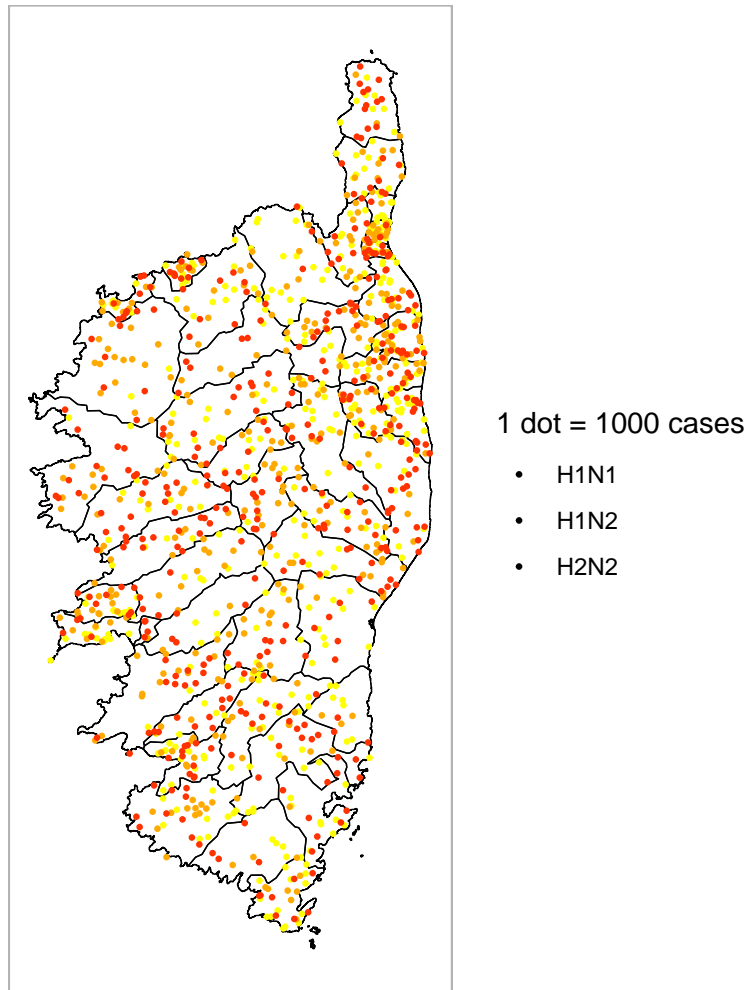 1 dot = 1000 cases
• H1N1
• H1N2
• H2N2